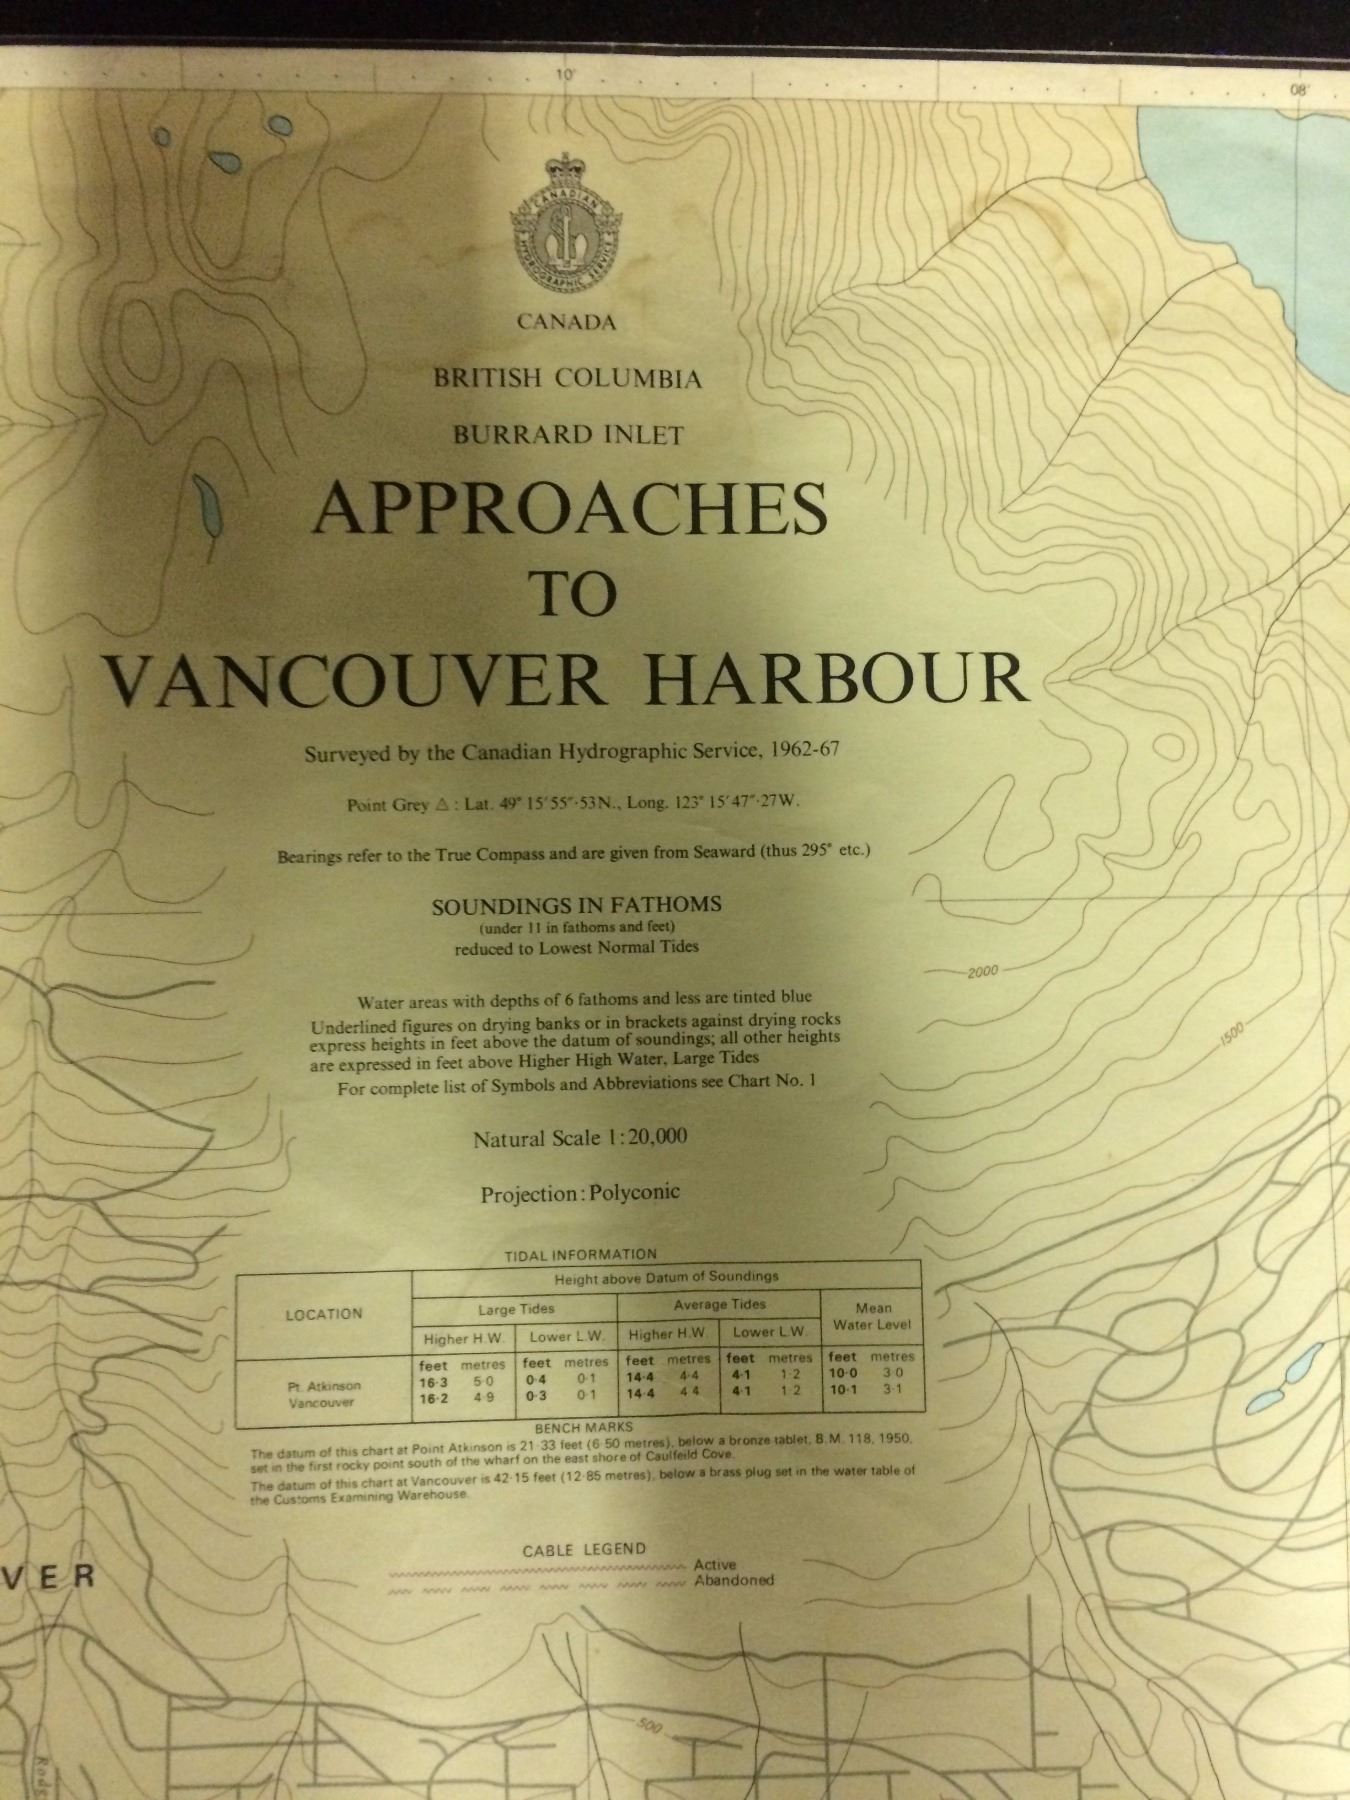 10'
08'
CANADIAN
HYDROGRAPHIC SERVICE
CANADA
BRITISH COLUMBIA
BURRARD INLET
APPROACHES
TO
VANCOUVER HARBOUR
Surveyed by the Canadian Hydrographic Service, 1962-67
Point Grey △ : Lat. 49° 15′55″·53N., Long. 123° 15′47″·27W.
Bearings refer to the True Compass and are given from Seaward (thus 295° etc.)
SOUNDINGS IN FATHOMS
(under 11 in fathoms and feet)
reduced to Lowest Normal Tides
2000
Water areas with depths of 6 fathoms and less are tinted blue
Underlined figures on drying banks or in brackets against drying rocks
express heights in feet above the datum of soundings; all other heights
are expressed in feet above Higher High Water, Large Tides
1500
For complete list of Symbols and Abbreviations see Chart No. 1
Natural Scale 1:20,000
Projection: Polyconic
TIDAL INFORMATION
LOCATION
Height above Datum of Soundings
Large Tides Average Tides Mean Water Level
Higher H.W. Lower L.W. Higher H.W. Lower L.W.
feet metres feet metres feet metres feet metres feet metres
Pt. Atkinson 16·3 5·0 0·4 0·1 14·4 4·4 4·1 1·2 10·0 3·0
Vancouver 16·2 4·9 0·3 0·1 14·4 4·4 4·1 1·2 10·1 3·1
BENCH MARKS
The datum of this chart at Point Atkinson is 21·33 feet (6·50 metres), below a bronze tablet, B.M. 118, 1950,
set in the first rocky point south of the wharf on the east shore of Caulfeild Cove.
The datum of this chart at Vancouver is 42·15 feet (12·85 metres), below a brass plug set in the water table of
the Customs Examining Warehouse.
CABLE LEGEND
Active
Abandoned
VER
500